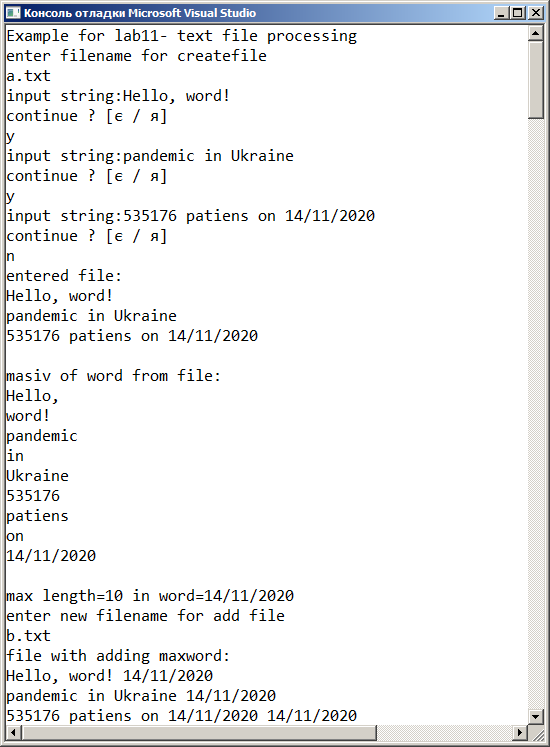 Консоль отладки Microsoft Visual Studio
Example for lab11- text file processing
enter filename for createfile
a.txt
input string:Hello, word!
continue ? [є / я]
y
input string:pandemic in Ukraine
continue ? [є / я]
y
input string:535176 patiens on 14/11/2020
continue ? [є / я]
n
entered file:
Hello, word!
pandemic in Ukraine
535176 patiens on 14/11/2020
masiv of word from file:
Hello,
word!
pandemic
in
Ukraine
535176
patiens
on
14/11/2020
max length=10 in word=14/11/2020
enter new filename for add file
b.txt
file with adding maxword:
Hello, word! 14/11/2020
pandemic in Ukraine 14/11/2020
535176 patiens on 14/11/2020 14/11/2020